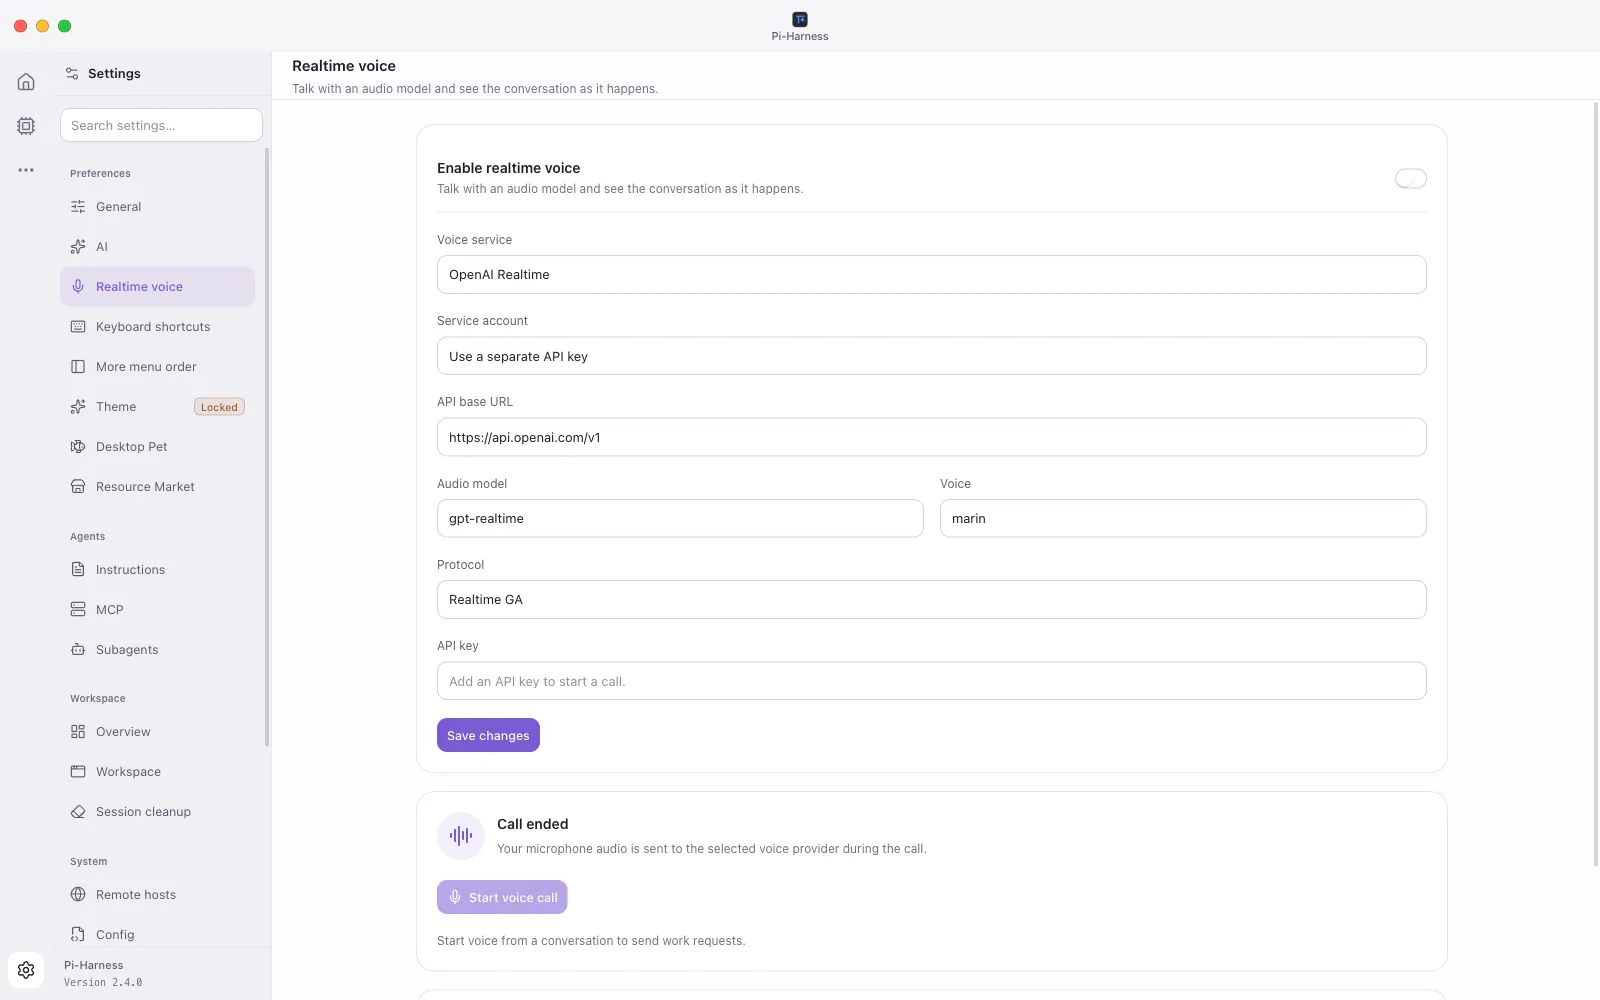 Pi-Harness
Settings
Search settings...
Preferences
General
AI
Realtime voice
Keyboard shortcuts
More menu order
Theme
Locked
Desktop Pet
Resource Market
Agents
Instructions
MCP
Subagents
Workspace
Overview
Workspace
Session cleanup
System
Remote hosts
Config
Pi-Harness
Version 2.4.0
Realtime voice
Talk with an audio model and see the conversation as it happens.
Enable realtime voice
Talk with an audio model and see the conversation as it happens.
Voice service
OpenAI Realtime
Service account
Use a separate API key
API base URL
https://api.openai.com/v1
Audio model
gpt-realtime
Voice
marin
Protocol
Realtime GA
API key
Add an API key to start a call.
Save changes
Call ended
Your microphone audio is sent to the selected voice provider during the call.
Start voice call
Start voice from a conversation to send work requests.